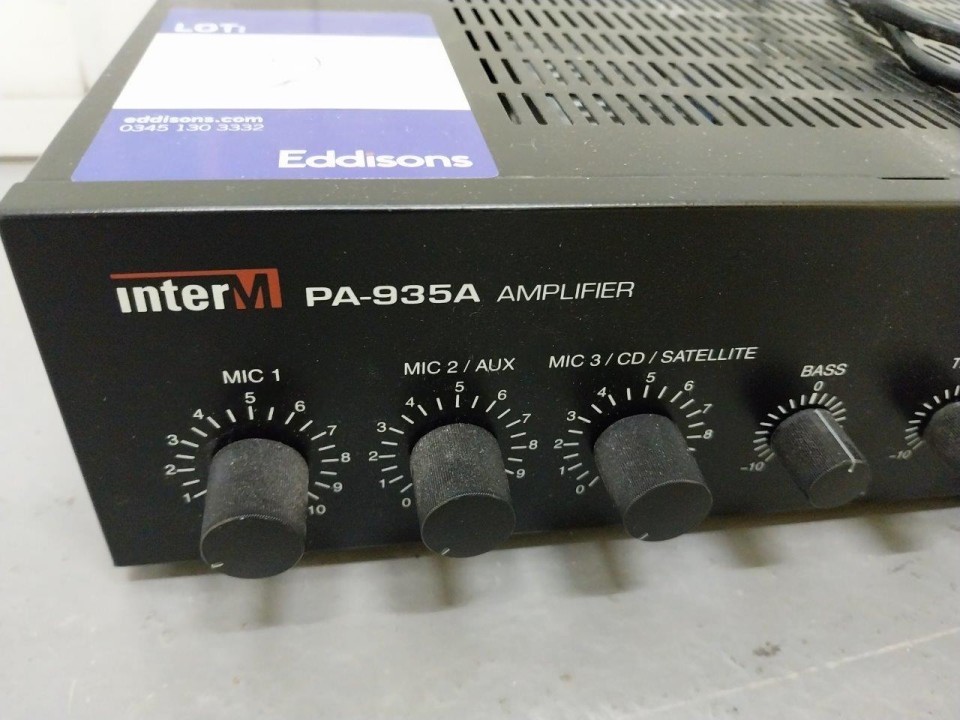 LOT:
eddisons.com
0345 130 3332
Eddisons
interM PA-935A AMPLIFIER
MIC 1
1 2 3 4 5 6 7 8 9 10
MIC 2 / AUX
0 1 2 3 4 5 6 7 8 9
MIC 3 / CD / SATELLITE
0 1 2 3 4 5 6 7 8
BASS
-10 0
-10